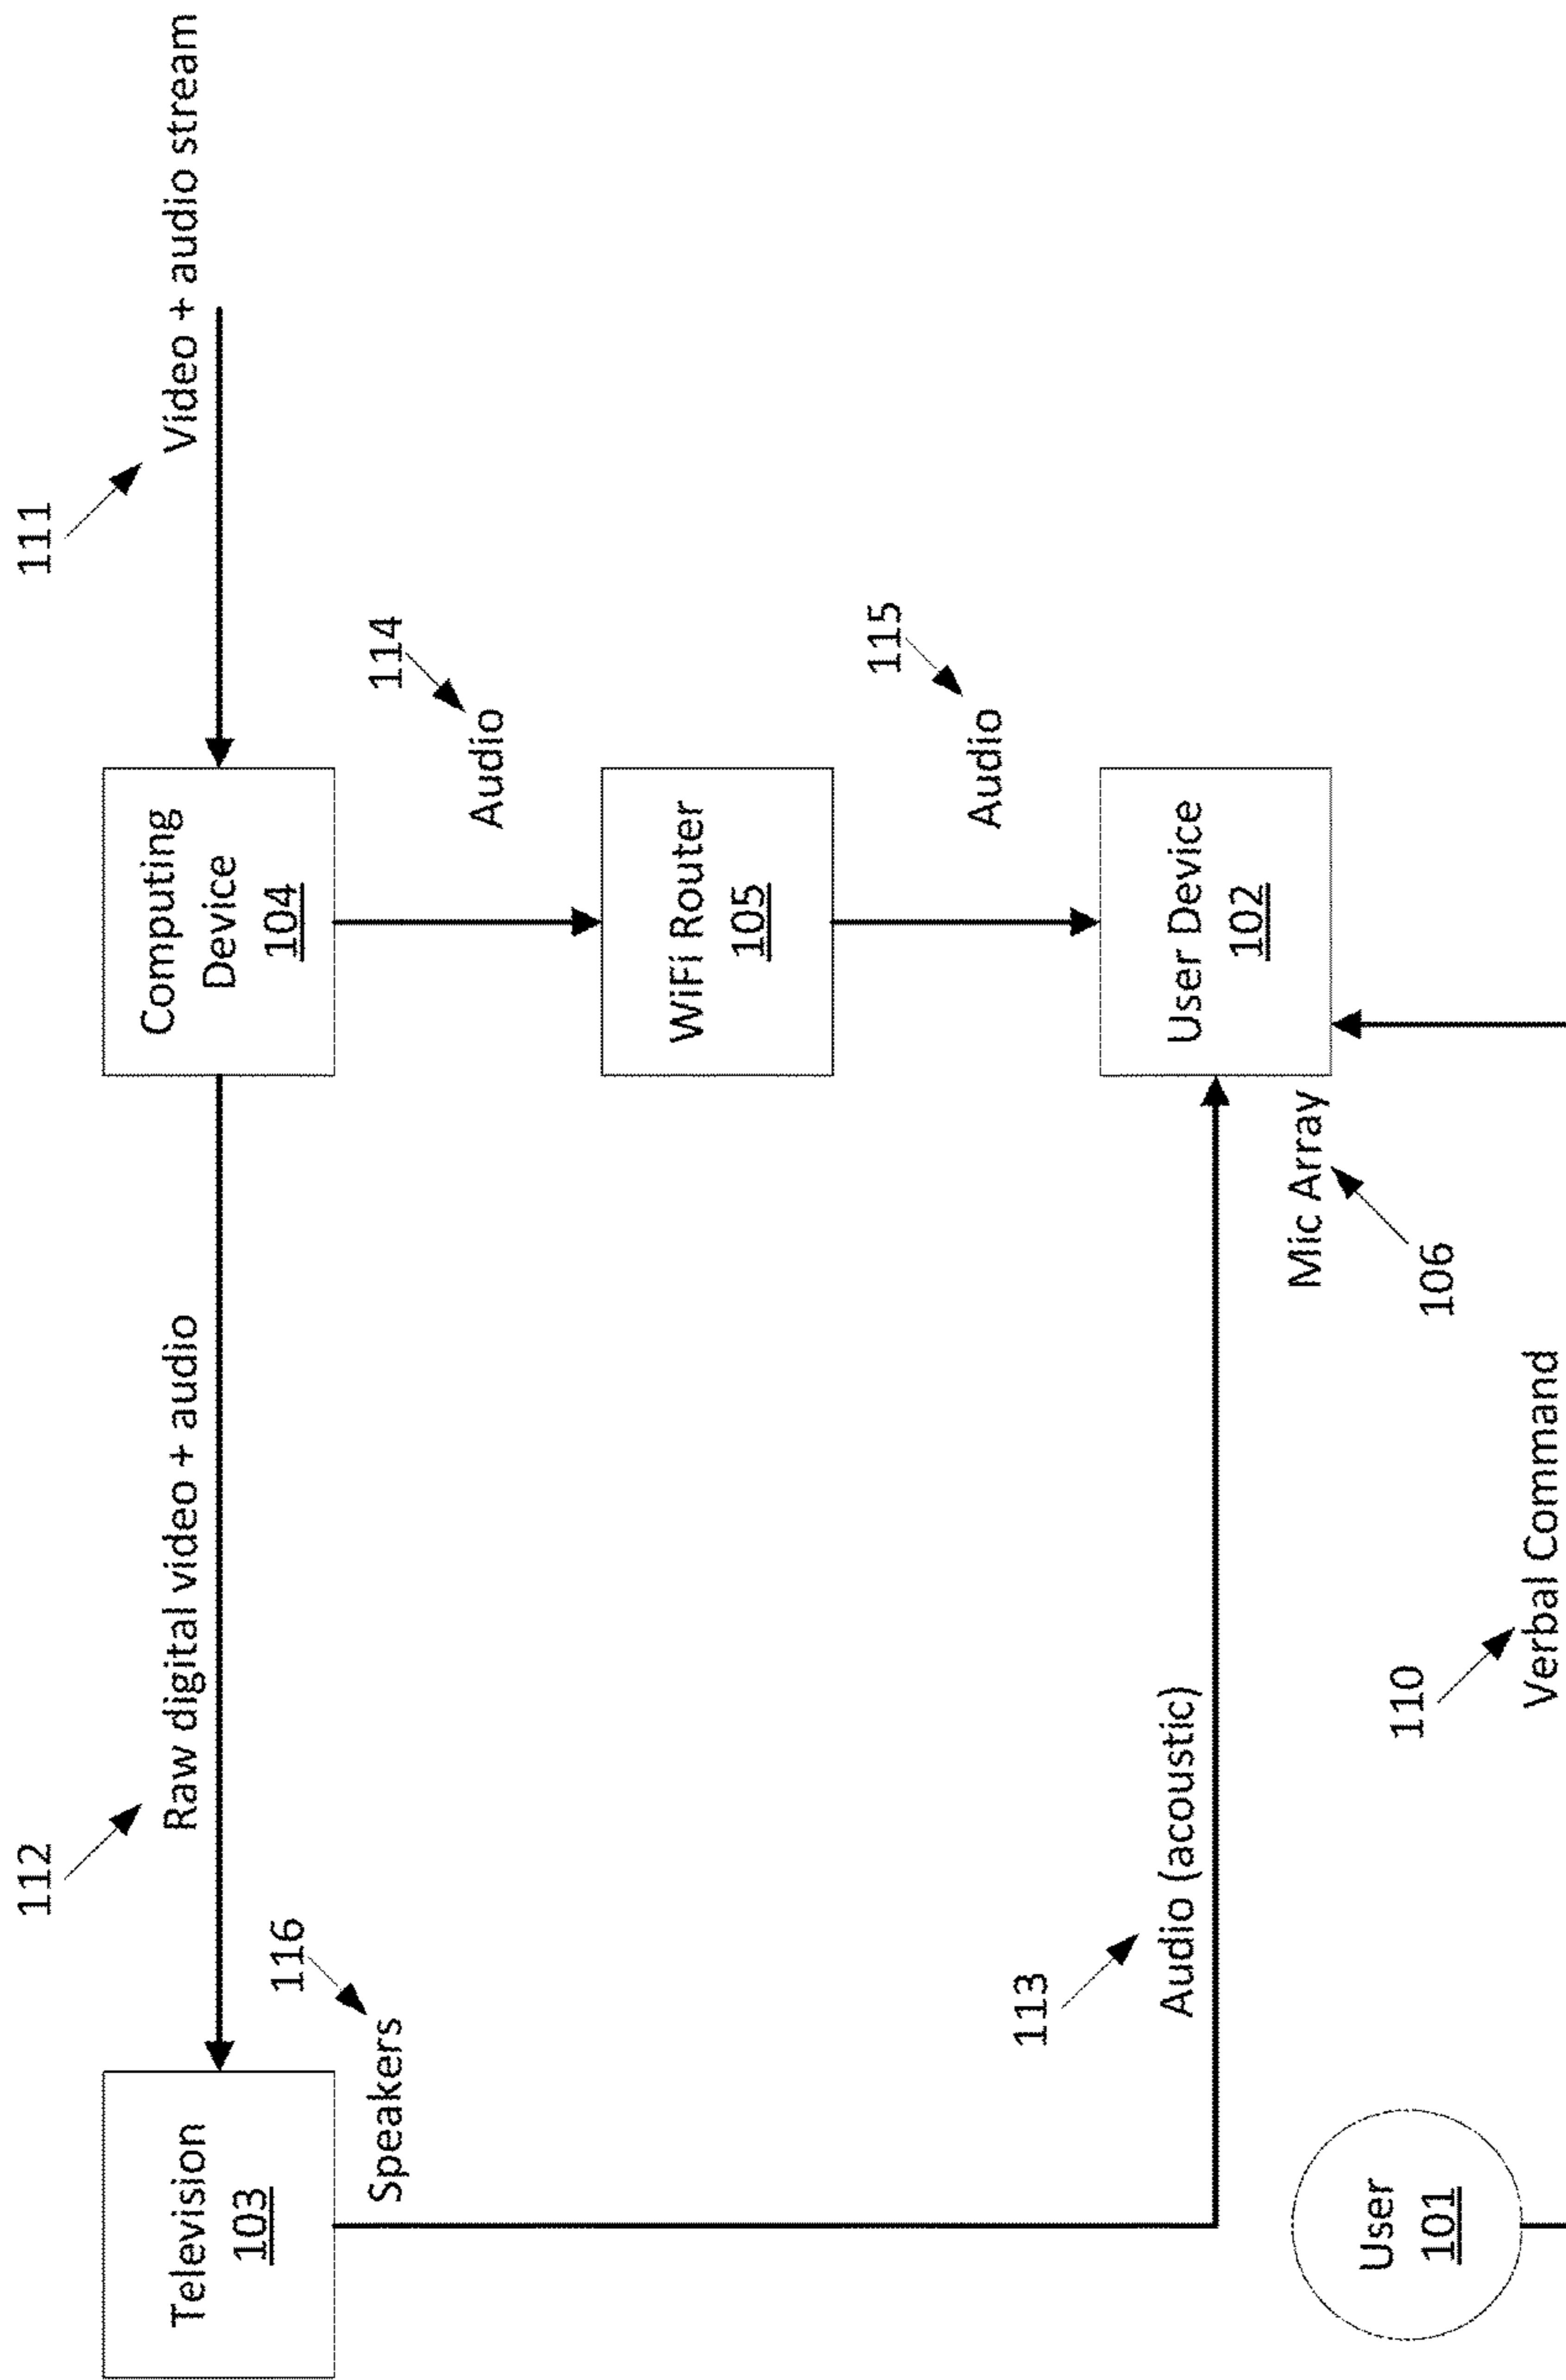 111
Video + audio stream
112
Raw digital video + audio
Television
103
116
Speakers
Computing
Device
104
114
Audio
WiFi Router
105
115
Audio
113
Audio (acoustic)
User Device
102
Mic Array
106
User
101
110
Verbal Command